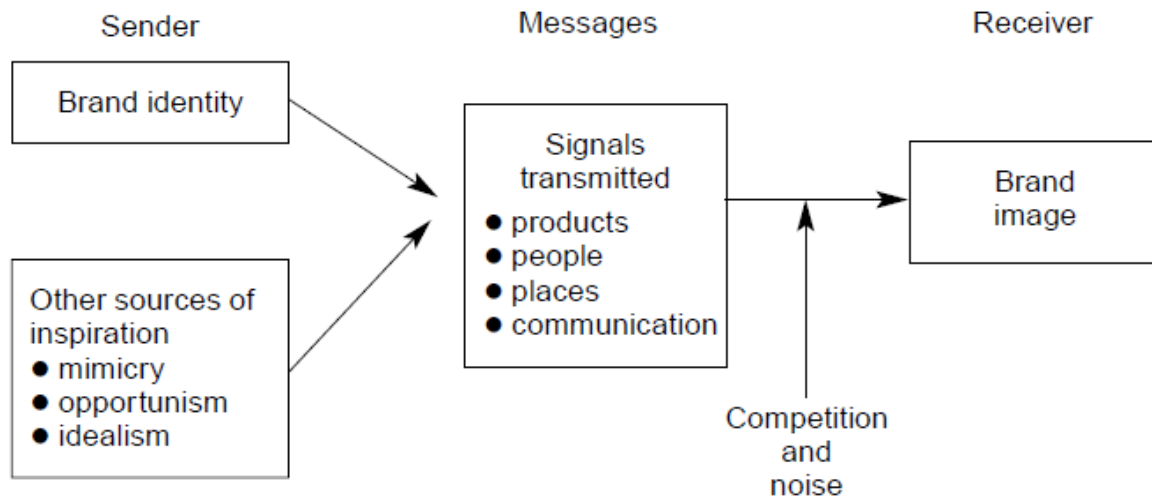 Sender
Messages
Receiver
Brand identity
Other sources of
inspiration
● mimicry
● opportunism
● idealism
Signals
transmitted
● products
● people
● places
● communication
Brand
image
Competition
and
noise